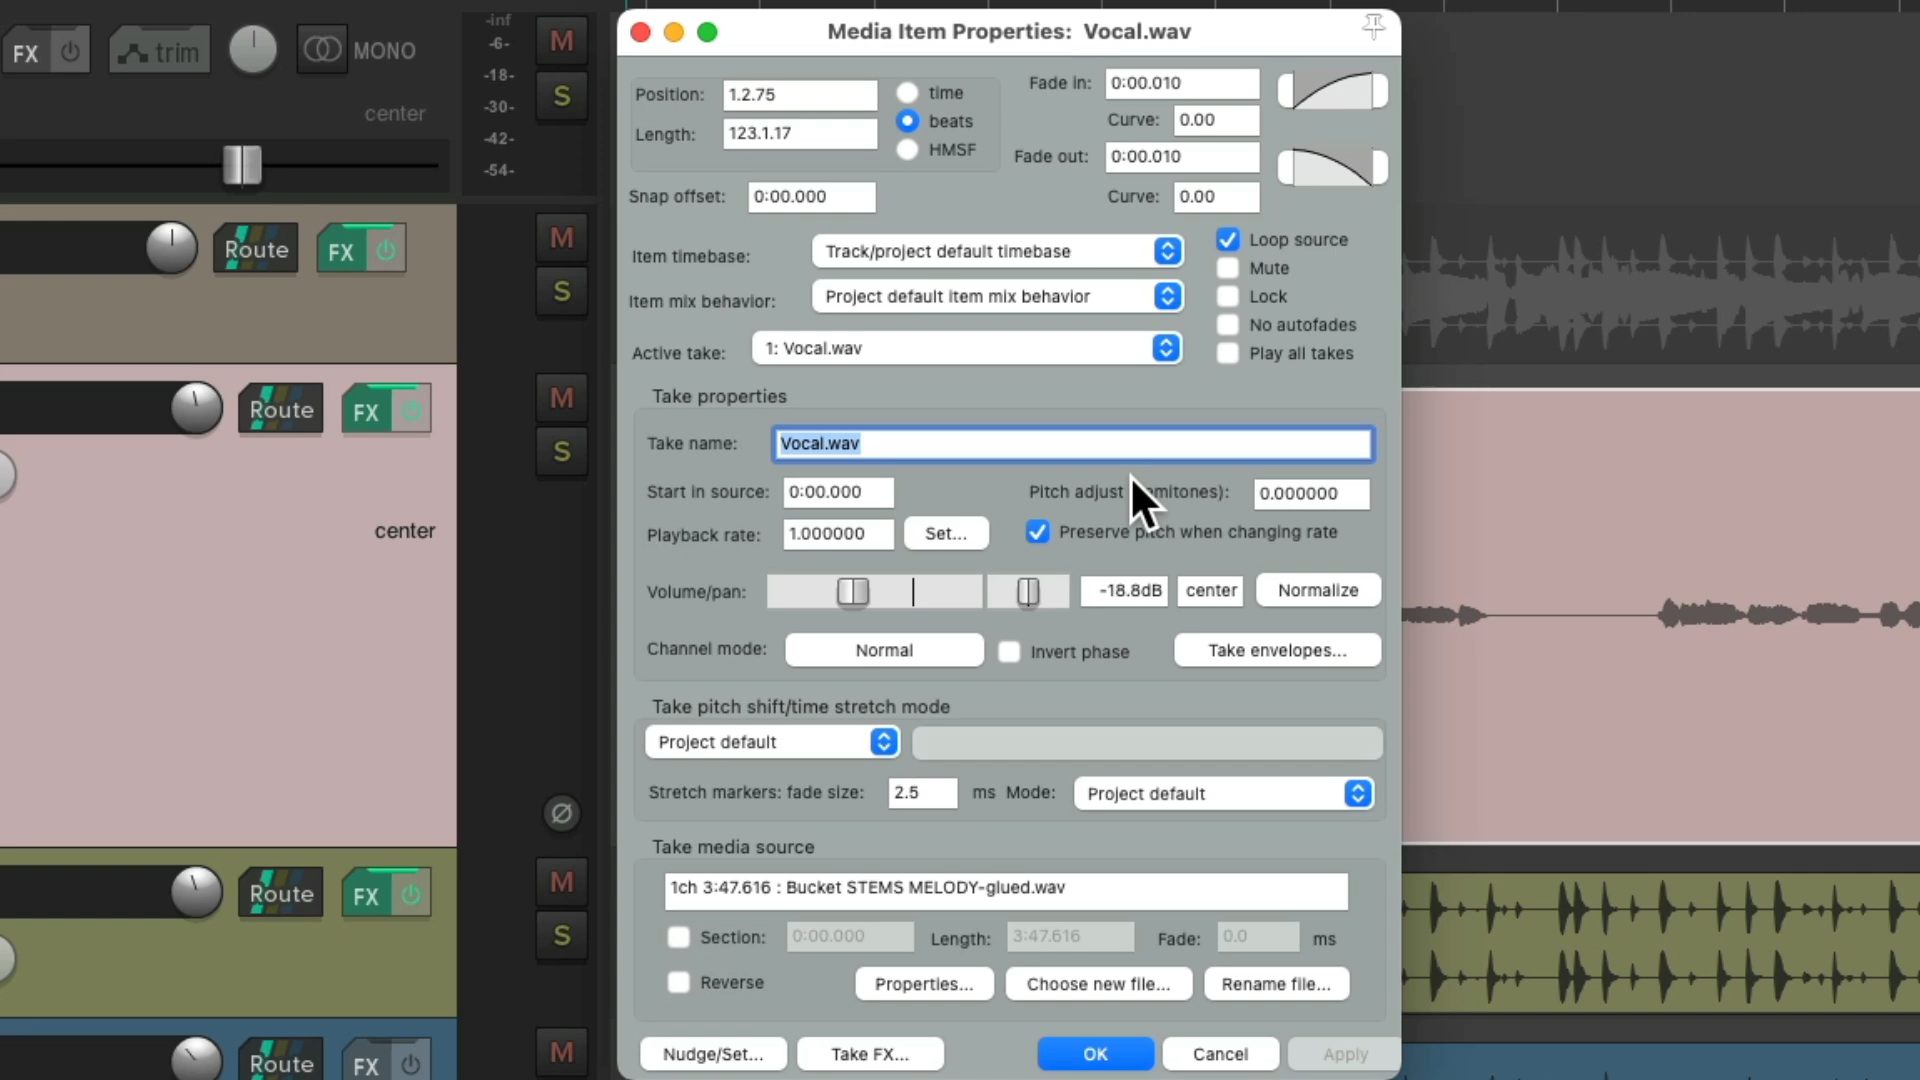 FX
trim
MONO
center
-inf
-6-
-18-
-30-
-42-
-54-
M
S
Route
FX
M
S
Route
FX
M
S
center
Route
FX
M
S
Route
FX
M
Media Item Properties: Vocal.wav
Position: 1.2.75
time
Length: 123.1.17
beats
HMSF
Fade in: 0:00.010
Curve: 0.00
Fade out: 0:00.010
Curve: 0.00
Snap offset: 0:00.000
Item timebase: Track/project default timebase
Item mix behavior: Project default item mix behavior
Active take: 1: Vocal.wav
Loop source
Mute
Lock
No autofades
Play all takes
Take properties
Take name: Vocal.wav
Start in source: 0:00.000
Pitch adjust emitones): 0.000000
Playback rate: 1.000000 Set...
Preserve pitch when changing rate
Volume/pan: -18.8dB center Normalize
Channel mode: Normal Invert phase Take envelopes...
Take pitch shift/time stretch mode
Project default
Stretch markers: fade size: 2.5 ms Mode: Project default
Take media source
1ch 3:47.616 : Bucket STEMS MELODY-glued.wav
Section: 0:00.000 Length: 3:47.616 Fade: 0.0 ms
Reverse Properties... Choose new file... Rename file...
Nudge/Set... Take FX... OK Cancel Apply